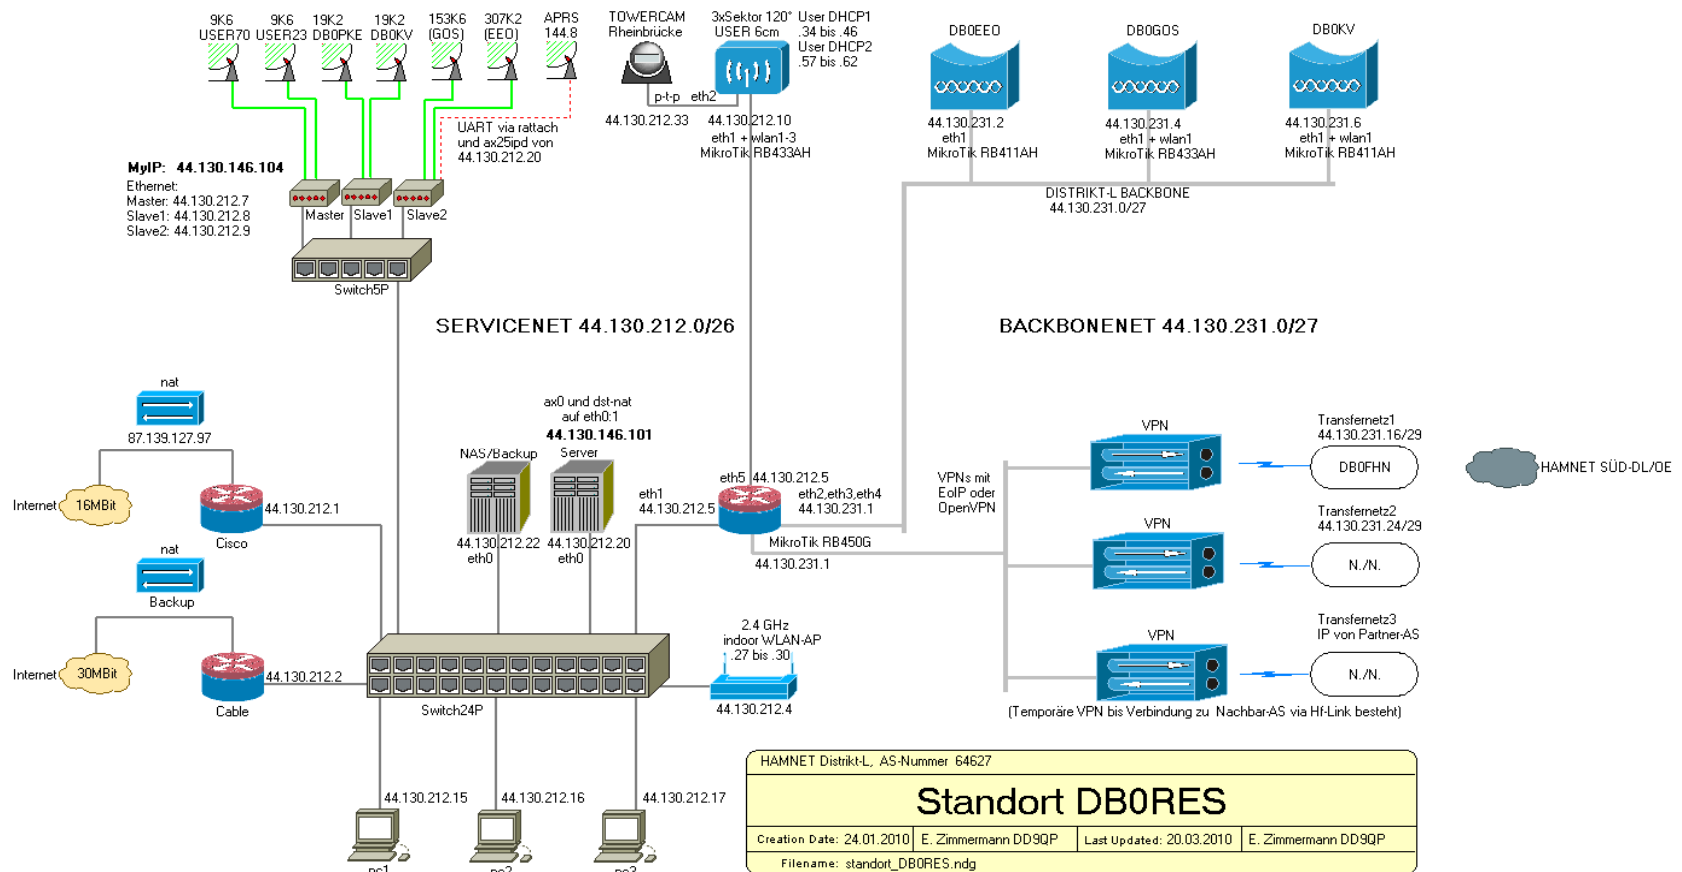 9K6
USER70
9K6
USER23
19K2
DB0PKE
19K2
DB0KV
153K6
(GOS)
307K2
(EEO)
APRS
144.8
TOWERCAM
Rheinbrücke
3xSektor 120°
USER 6cm
User DHCP1
.34 bis .46
User DHCP2
.57 bis .62
DB0EEO
DB0GOS
DB0KV
p-t-p
eth2
44.130.212.33
44.130.212.10
eth1 + wlan1-3
MikroTik RB433AH
44.130.231.2
eth1
MikroTik RB411AH
44.130.231.4
eth1 + wlan1
MikroTik RB433AH
44.130.231.6
eth1 + wlan1
MikroTik RB411AH
UART via rattach
und ax25ipd von
44.130.212.20
MyIP: 44.130.146.104
Ethernet:
Master: 44.130.212.7
Slave1: 44.130.212.8
Slave2: 44.130.212.9
Master
Slave1
Slave2
Switch5P
DISTRIKT-L BACKBONE
44.130.231.0/27
SERVICENET 44.130.212.0/26
BACKBONENET 44.130.231.0/27
nat
87.139.127.97
Internet
16MBit
44.130.212.1
Cisco
nat
Backup
Internet
30MBit
44.130.212.2
Cable
ax0 und dst-nat
auf eth0:1
44.130.146.101
NAS/Backup
Server
44.130.212.22
eth0
44.130.212.20
eth0
eth1
44.130.212.5
eth5
44.130.212.5
eth2,eth3,eth4
44.130.231.1
MikroTik RB450G
44.130.231.1
VPNs mit
EoIP oder
OpenVPN
VPN
Transfernetz1
44.130.231.16/29
DB0FHN
HAMNET SÜD-DL/OE
VPN
Transfernetz2
44.130.231.24/29
N./N.
VPN
Transfernetz3
IP von Partner-AS
N./N.
(Temporäre VPN bis Verbindung zu Nachbar-AS via Hf-Link besteht)
2.4 GHz
indoor WLAN-AP
.27 bis .30
44.130.212.4
Switch24P
44.130.212.15
44.130.212.16
44.130.212.17
pc1
pc2
pc3
HAMNET Distrikt-L, AS-Nummer 64627
Standort DB0RES
Creation Date: 24.01.2010
E. Zimmermann DD9QP
Last Updated: 20.03.2010
E. Zimmermann DD9QP
Filename: standort_DB0RES.ndg